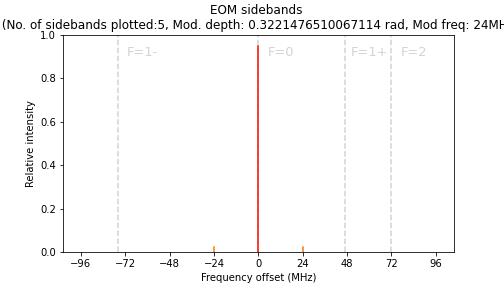 EOM sidebands
(No. of sidebands plotted:5, Mod. depth: 0.3221476510067114 rad, Mod freq: 24MH
1.0
0.8
0.6
0.4
0.2
0.0
Relative intensity
F=1- F=0 F=1+ F=2
−96 −72 −48 −24 0 24 48 72 96
Frequency offset (MHz)